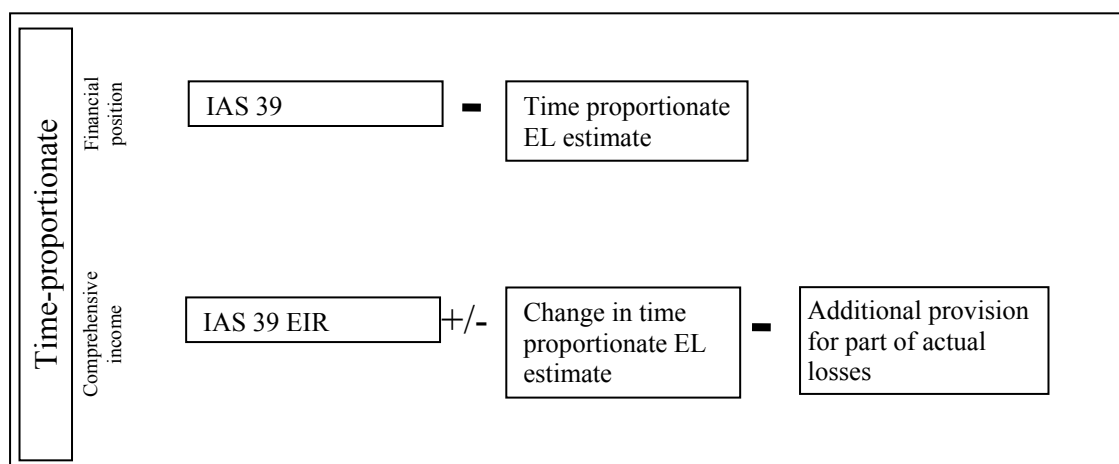 Time-proportionate
Financial
position
IAS 39
-
Time proportionate
EL estimate
Comprehensive
income
IAS 39 EIR
+/-
Change in time
proportionate EL
estimate
-
Additional provision
for part of actual
losses